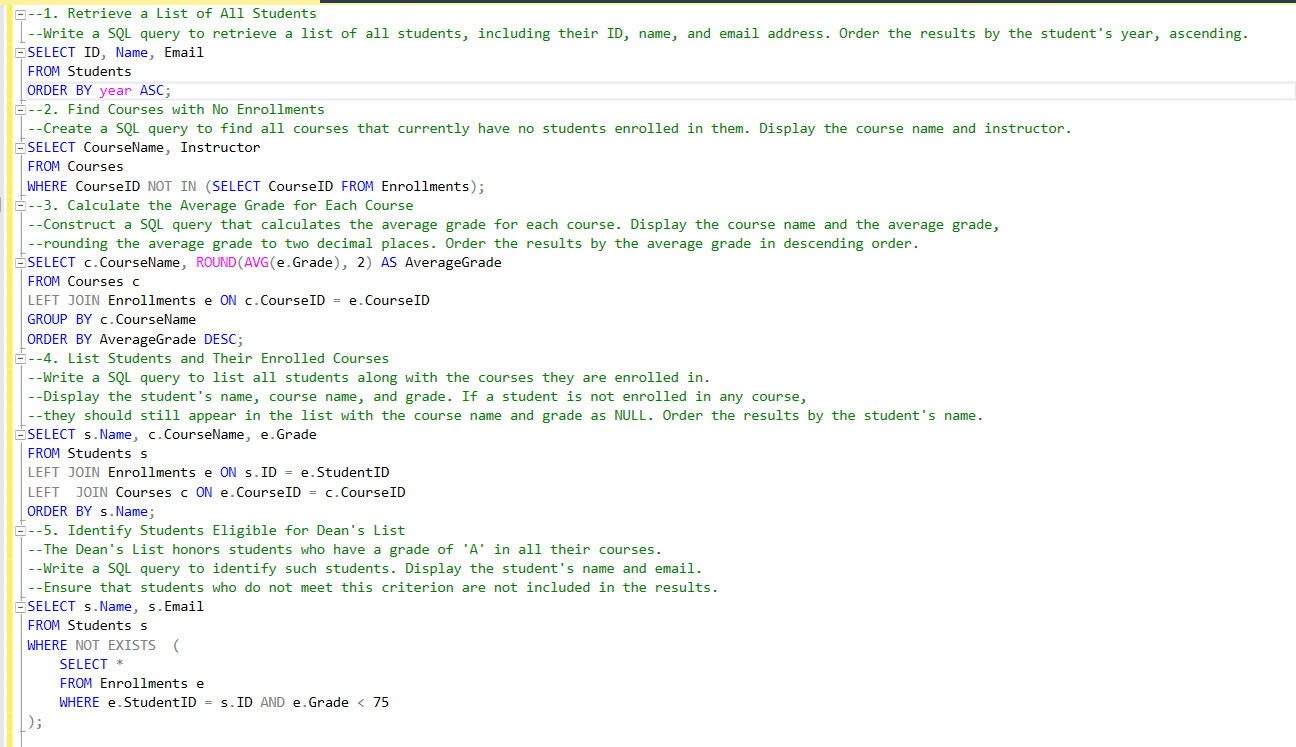 --1. Retrieve a List of All Students
--Write a SQL query to retrieve a list of all students, including their ID, name, and email address. Order the results by the student's year, ascending.
SELECT ID, Name, Email
FROM Students
ORDER BY year ASC;
--2. Find Courses with No Enrollments
--Create a SQL query to find all courses that currently have no students enrolled in them. Display the course name and instructor.
SELECT CourseName, Instructor
FROM Courses
WHERE CourseID NOT IN (SELECT CourseID FROM Enrollments);
--3. Calculate the Average Grade for Each Course
--Construct a SQL query that calculates the average grade for each course. Display the course name and the average grade,
--rounding the average grade to two decimal places. Order the results by the average grade in descending order.
SELECT c.CourseName, ROUND(AVG(e.Grade), 2) AS AverageGrade
FROM Courses c
LEFT JOIN Enrollments e ON c.CourseID = e.CourseID
GROUP BY c.CourseName
ORDER BY AverageGrade DESC;
--4. List Students and Their Enrolled Courses
--Write a SQL query to list all students along with the courses they are enrolled in.
--Display the student's name, course name, and grade. If a student is not enrolled in any course,
--they should still appear in the list with the course name and grade as NULL. Order the results by the student's name.
SELECT s.Name, c.CourseName, e.Grade
FROM Students s
LEFT JOIN Enrollments e ON s.ID = e.StudentID
LEFT  JOIN Courses c ON e.CourseID = c.CourseID
ORDER BY s.Name;
--5. Identify Students Eligible for Dean's List
--The Dean's List honors students who have a grade of 'A' in all their courses.
--Write a SQL query to identify such students. Display the student's name and email.
--Ensure that students who do not meet this criterion are not included in the results.
SELECT s.Name, s.Email
FROM Students s
WHERE NOT EXISTS  (
    SELECT *
    FROM Enrollments e
    WHERE e.StudentID = s.ID AND e.Grade < 75
);